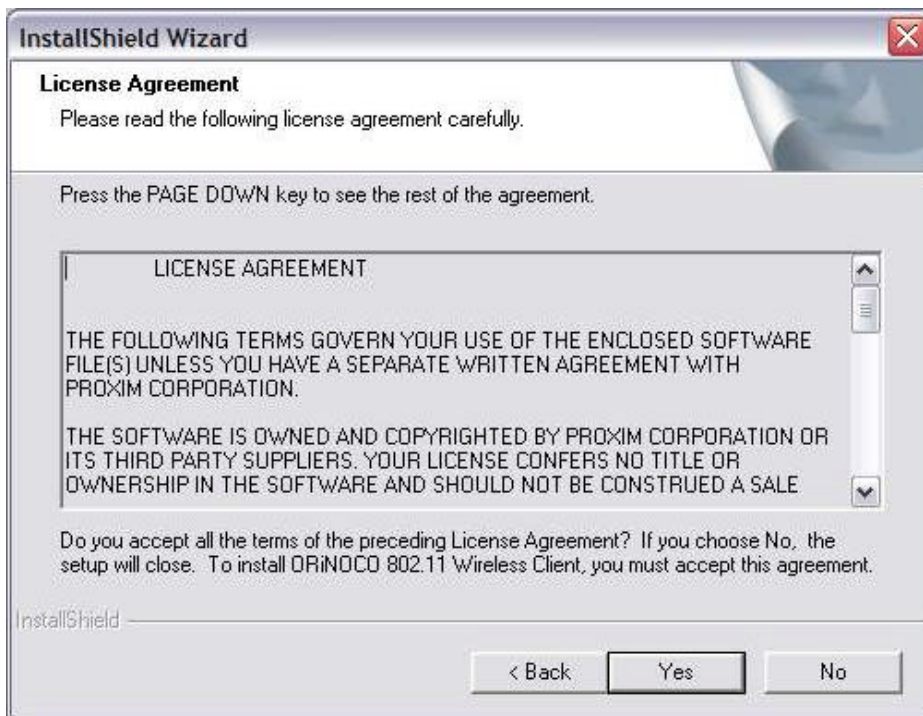 InstallShield Wizard
License Agreement
Please read the following license agreement carefully.
Press the PAGE DOWN key to see the rest of the agreement.
LICENSE AGREEMENT
THE FOLLOWING TERMS GOVERN YOUR USE OF THE ENCLOSED SOFTWARE
FILE(S) UNLESS YOU HAVE A SEPARATE WRITTEN AGREEMENT WITH
PROXIM CORPORATION.
THE SOFTWARE IS OWNED AND COPYRIGHTED BY PROXIM CORPORATION OR
ITS THIRD PARTY SUPPLIERS. YOUR LICENSE CONFERS NO TITLE OR
OWNERSHIP IN THE SOFTWARE AND SHOULD NOT BE CONSTRUED A SALE
Do you accept all the terms of the preceding License Agreement? If you choose No, the
setup will close. To install ORiNOCO 802.11 Wireless Client, you must accept this agreement.
InstallShield
< Back
Yes
No